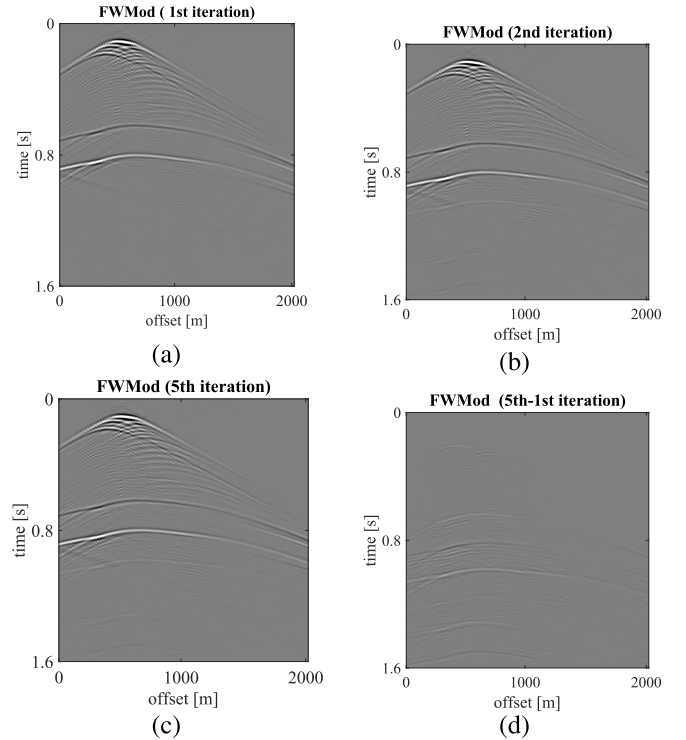 FWMod ( 1st iteration)
0
0.8
1.6
time [s]
0
1000
2000
offset [m]
(a)
FWMod (2nd iteration)
0
0.8
1.6
time [s]
0
1000
2000
offset [m]
(b)
FWMod (5th iteration)
0
0.8
1.6
time [s]
0
1000
2000
offset [m]
(c)
FWMod (5th-1st iteration)
0
0.8
1.6
time [s]
0
1000
2000
offset [m]
(d)